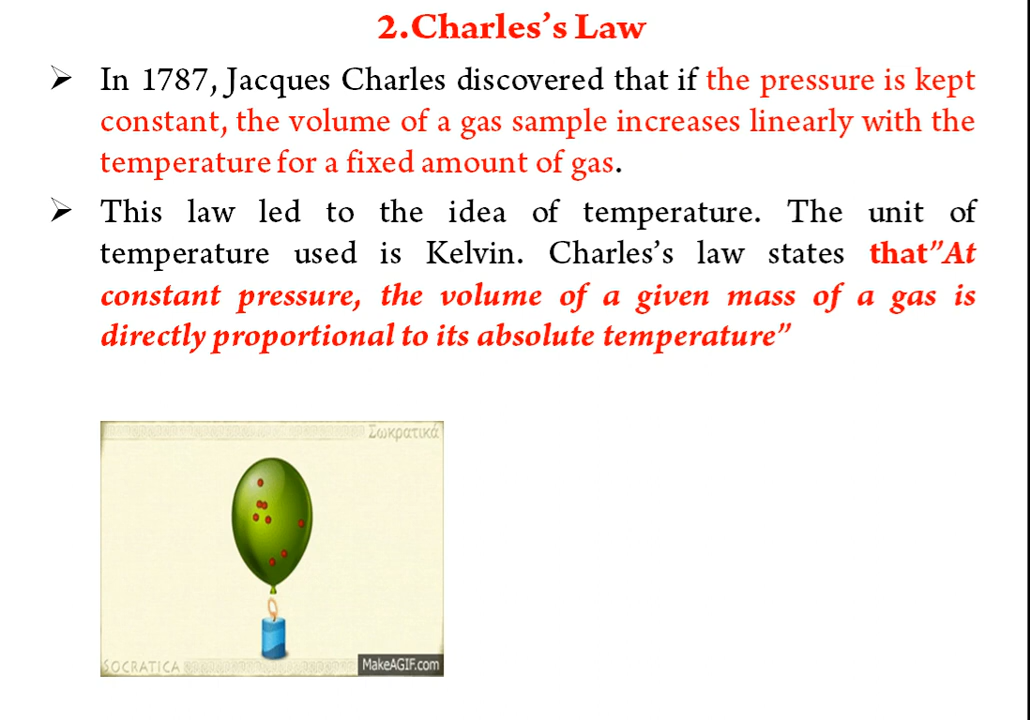 2.Charles’s Law
➢ In 1787, Jacques Charles discovered that if the pressure is kept
constant, the volume of a gas sample increases linearly with the
temperature for a fixed amount of gas.
➢ This law led to the idea of temperature. The unit of
temperature used is Kelvin. Charles’s law states that”At
constant pressure, the volume of a given mass of a gas is
directly proportional to its absolute temperature”
Σωκρατικά
SOCRATICA
MakeAGIF.com